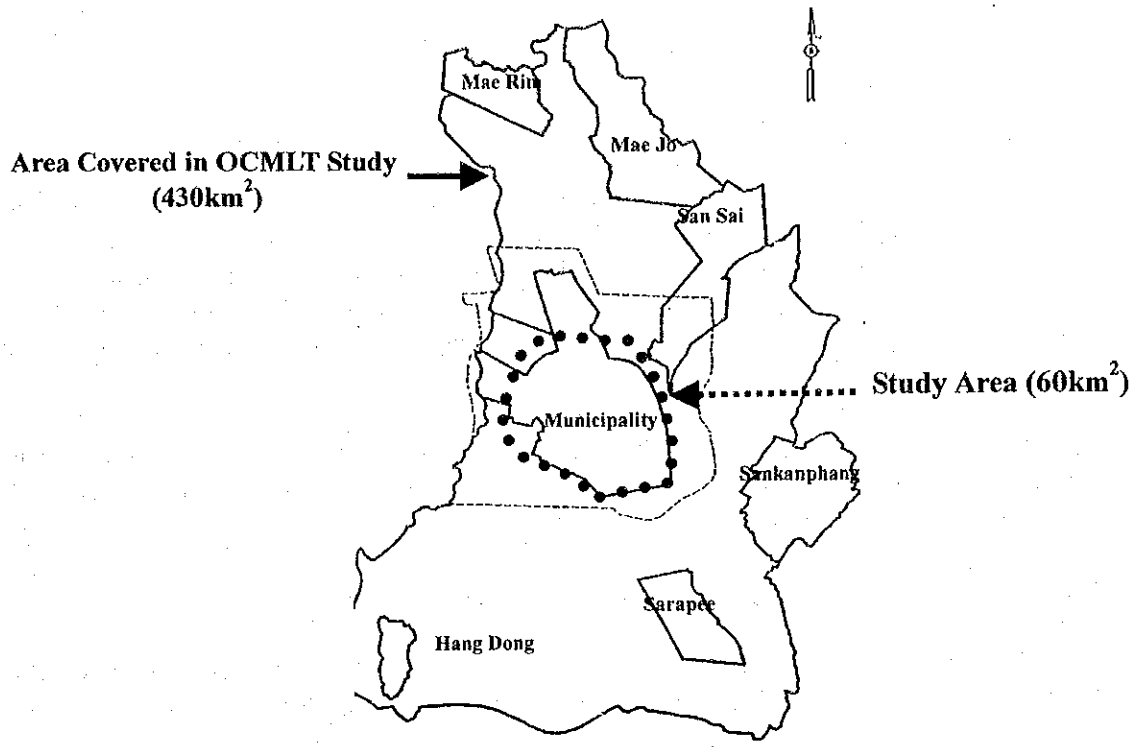 Mae Rim
Mae Jo
Area Covered in OCMLT Study
(430km²)
San Sai
Study Area (60km²)
Municipality
Sankanphang
Sarapee
Hang Dong